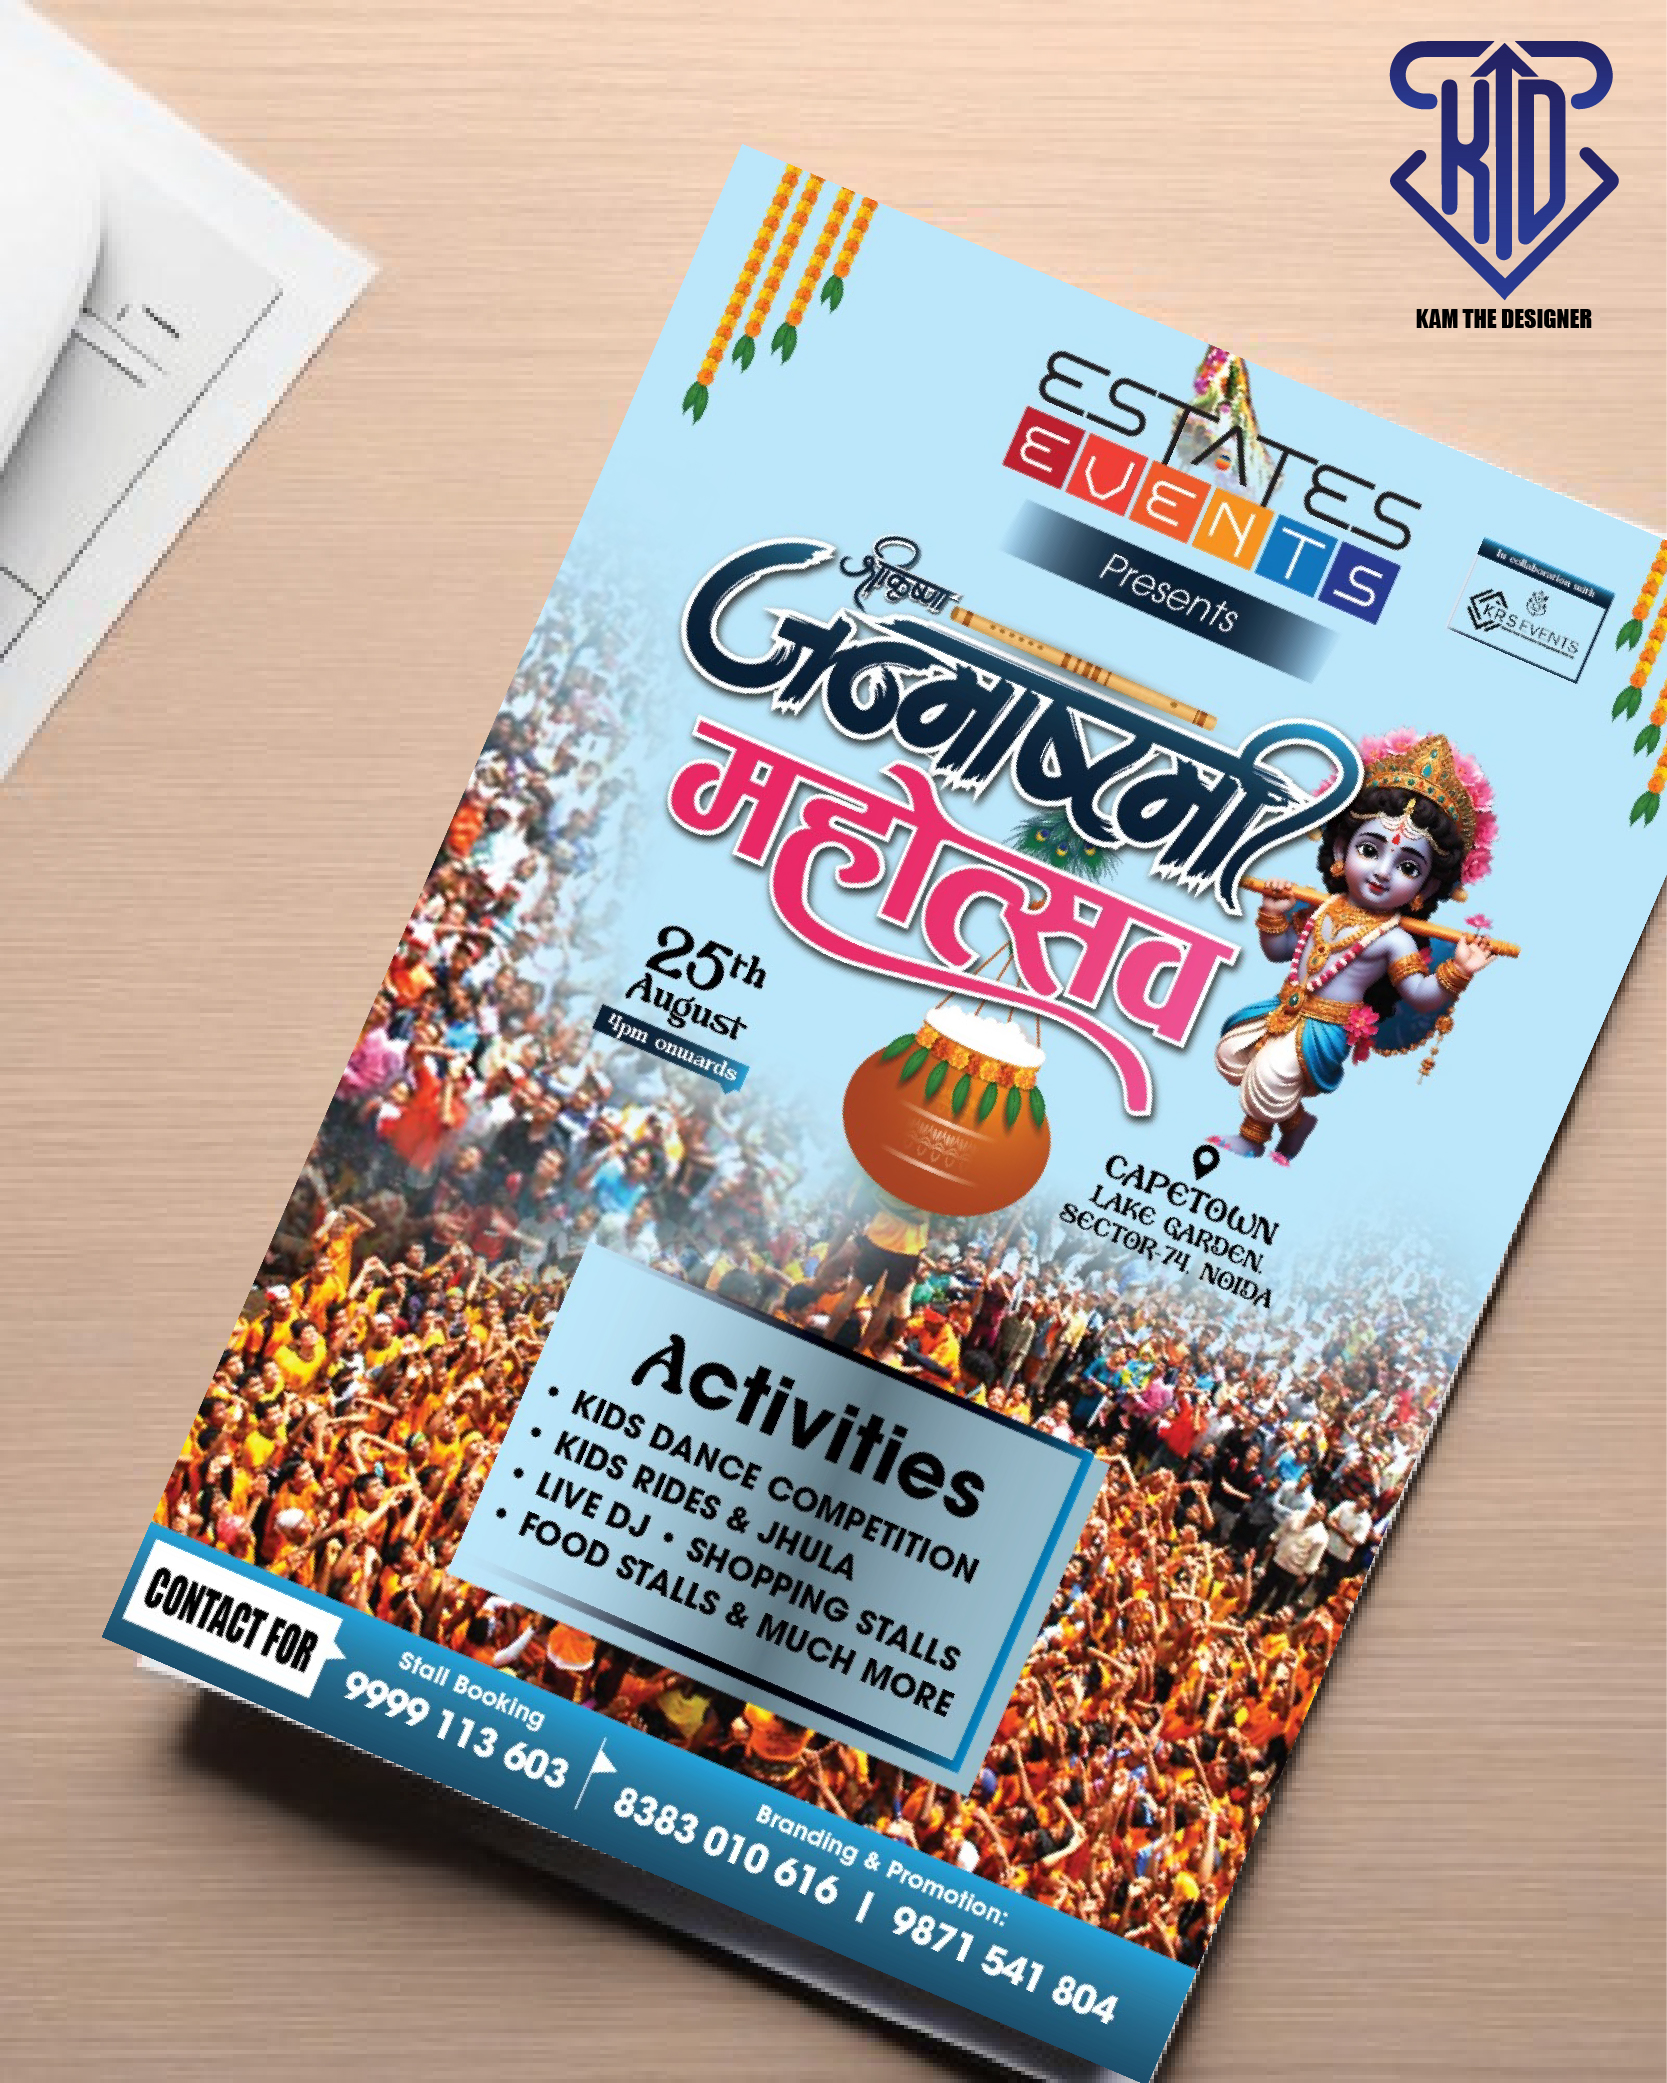 KTD
KAM THE DESIGNER
ESTATES
EVENTS
Presents
In collaboration with
KRS EVENTS
श्रीकृष्णा
जन्माष्टमी
महोत्सव
25th
August
4pm onwards
CAPETOWN
LAKE GARDEN,
SECTOR-74, NOIDA
Activities
• KIDS DANCE COMPETITION
• KIDS RIDES & JHULA
• LIVE DJ • SHOPPING STALLS
• FOOD STALLS & MUCH MORE
CONTACT FOR
Stall Booking
9999 113 603
Branding & Promotion:
8383 010 616 | 9871 541 804